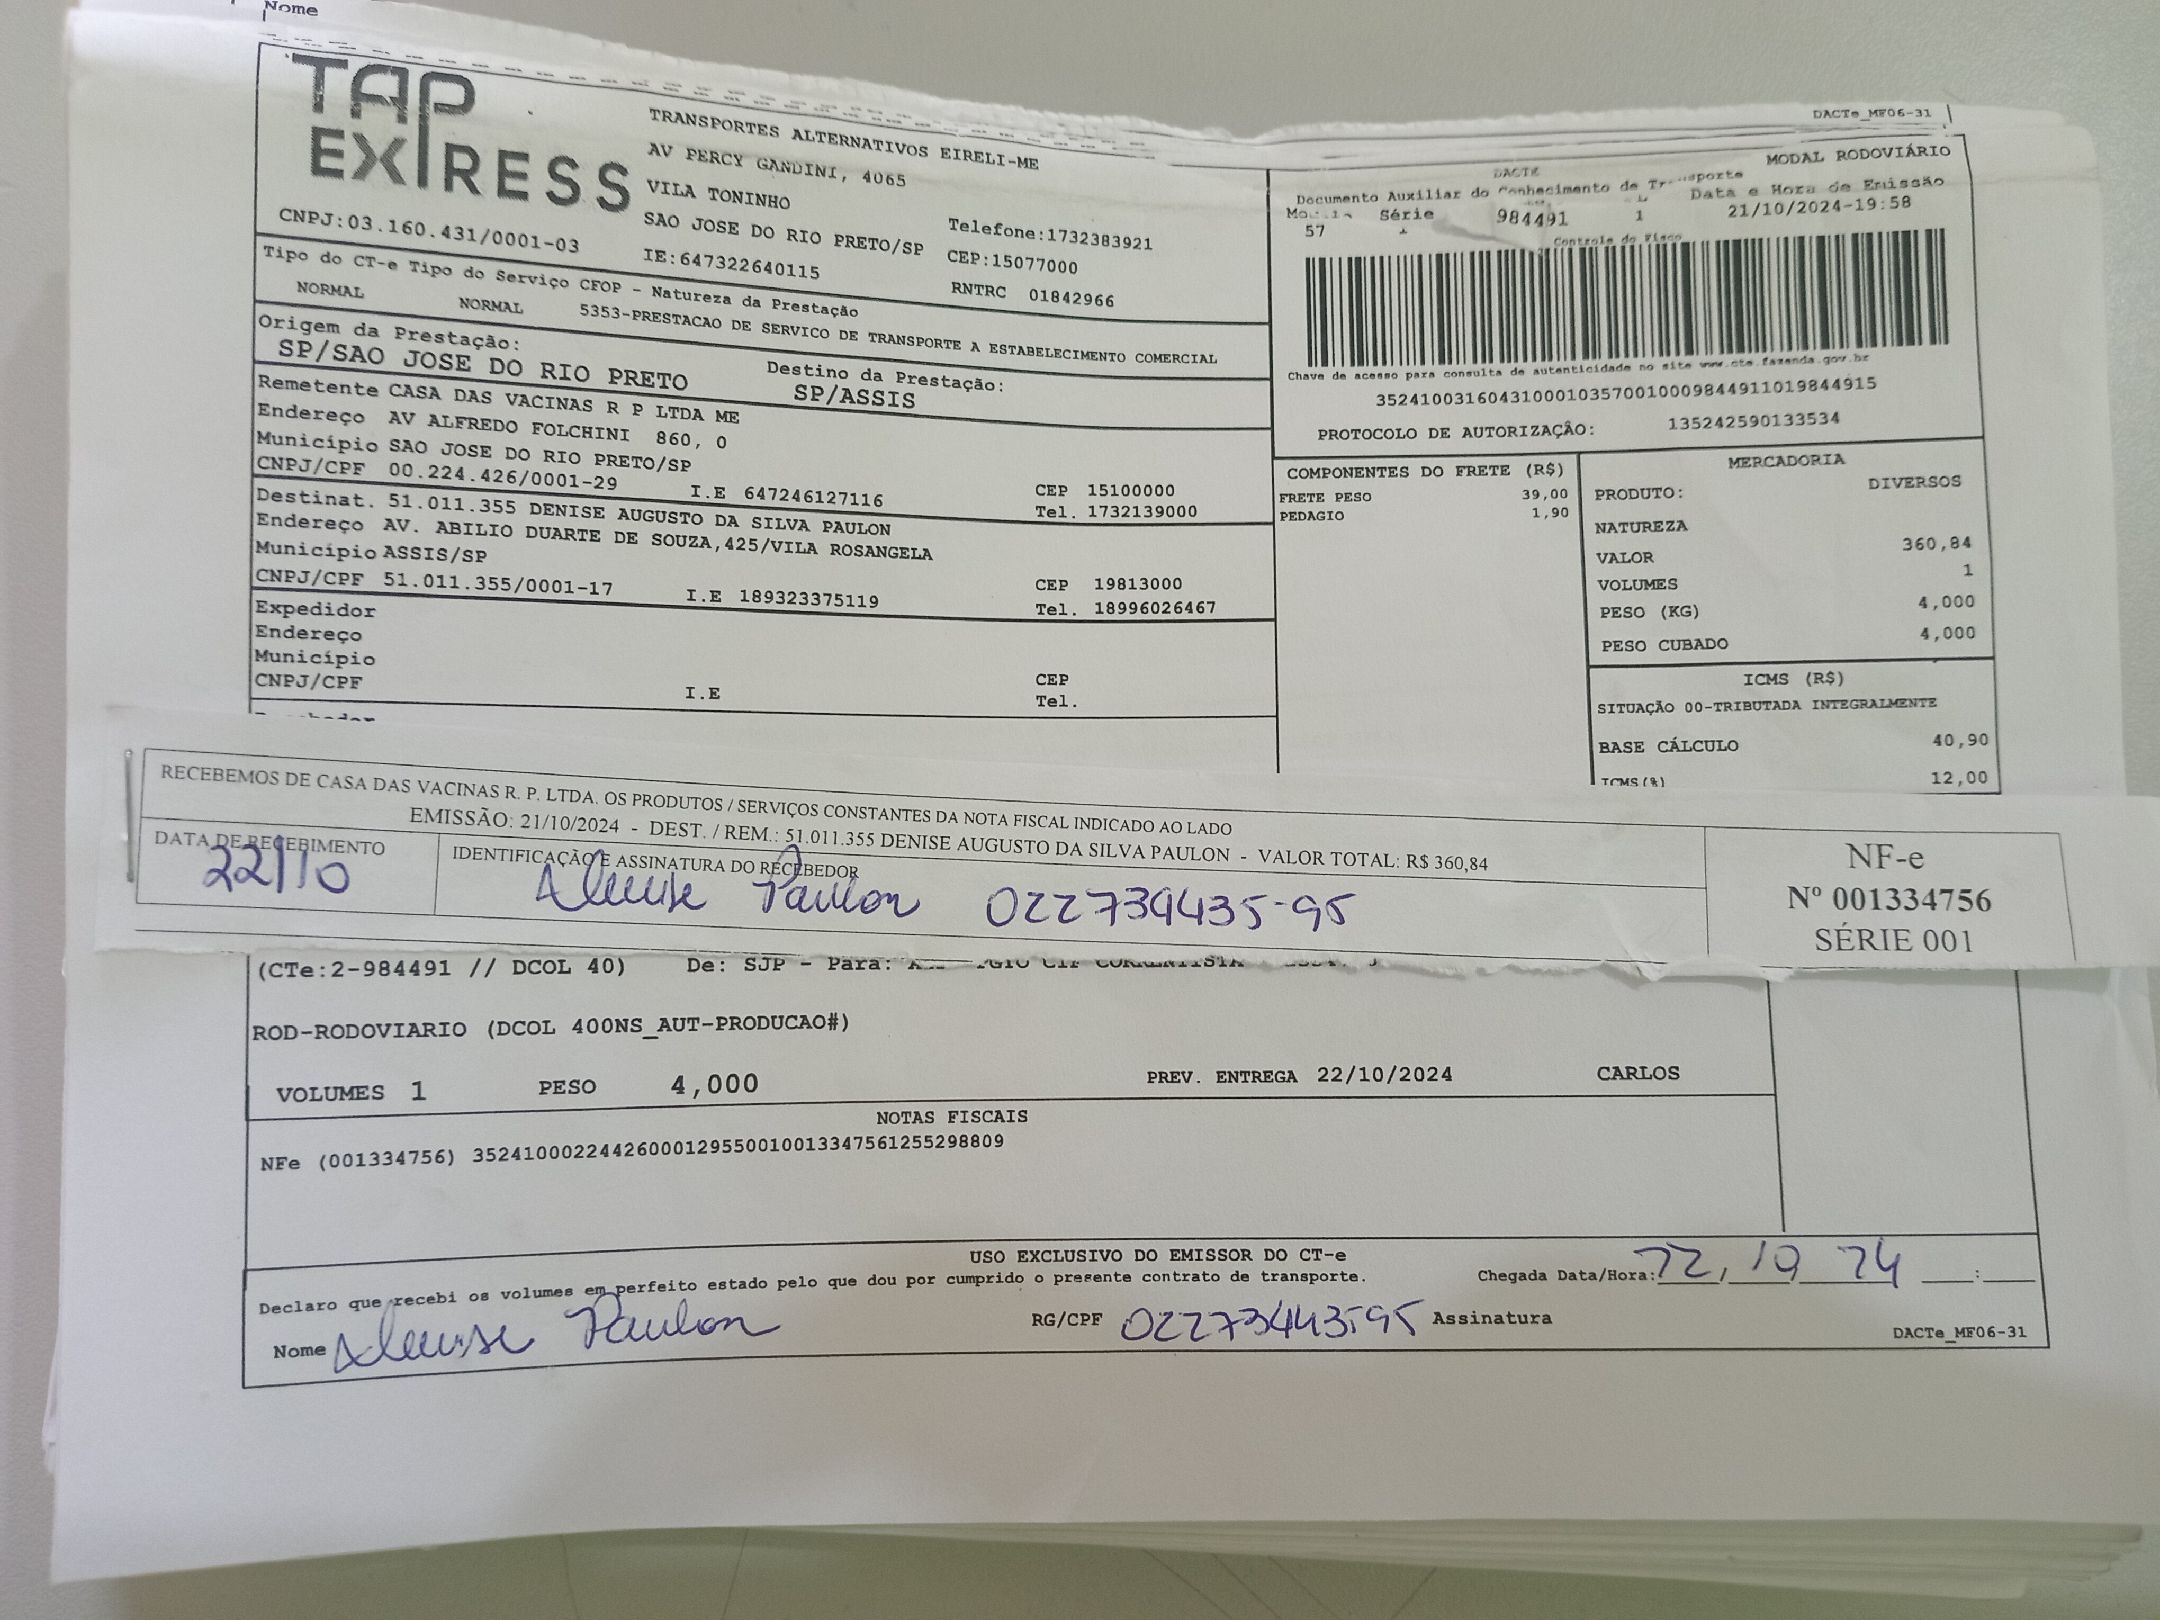 Nome
DACTe_MF06-31
TAP EXPRESS
TRANSPORTES ALTERNATIVOS EIRELI-ME
AV PERCY GANDINI, 4065
VILA TONINHO
SAO JOSE DO RIO PRETO/SP Telefone:1732383921
CNPJ:03.160.431/0001-03 IE:647322640115 CEP:15077000
RNTRC 01842966
DACTE MODAL RODOVIÁRIO
Documento Auxiliar do Conhecimento de Transporte Data e Hora de Emissão
Série 984491 1 21/10/2024-19:58
57
Controle do Fisco
Chave de acesso para consulta de autenticidade no site www.cte.fazenda.gov.br
35241003160431000103570010009844911019844915
PROTOCOLO DE AUTORIZAÇÃO: 135242590133534
Tipo do CT-e Tipo do Serviço CFOP - Natureza da Prestação
NORMAL NORMAL 5353-PRESTACAO DE SERVICO DE TRANSPORTE A ESTABELECIMENTO COMERCIAL
Origem da Prestação: Destino da Prestação:
SP/SAO JOSE DO RIO PRETO SP/ASSIS
Remetente CASA DAS VACINAS R P LTDA ME
Endereço AV ALFREDO FOLCHINI 860, 0
Município SAO JOSE DO RIO PRETO/SP CEP 15100000
CNPJ/CPF 00.224.426/0001-29 I.E 647246127116 Tel. 1732139000
Destinat. 51.011.355 DENISE AUGUSTO DA SILVA PAULON
Endereço AV. ABILIO DUARTE DE SOUZA,425/VILA ROSANGELA
Município ASSIS/SP CEP 19813000
CNPJ/CPF 51.011.355/0001-17 I.E 189323375119 Tel. 18996026467
Expedidor
Endereço
Município CEP
CNPJ/CPF I.E Tel.
COMPONENTES DO FRETE (R$)
FRETE PESO 39,00
PEDAGIO 1,90
MERCADORIA
PRODUTO: DIVERSOS
NATUREZA
VALOR 360,84
VOLUMES 1
PESO (KG) 4,000
PESO CUBADO 4,000
ICMS (R$)
SITUAÇÃO 00-TRIBUTADA INTEGRALMENTE
BASE CÁLCULO 40,90
ICMS(%) 12,00
RECEBEMOS DE CASA DAS VACINAS R. P. LTDA. OS PRODUTOS / SERVIÇOS CONSTANTES DA NOTA FISCAL INDICADO AO LADO
EMISSÃO: 21/10/2024 - DEST. / REM.: 51.011.355 DENISE AUGUSTO DA SILVA PAULON - VALOR TOTAL: R$ 360,84
DATA DE RECEBIMENTO IDENTIFICAÇÃO E ASSINATURA DO RECEBEDOR
22/10 Denise Paulon 022739435-95
NF-e
Nº 001334756
SÉRIE 001
(CTe:2-984491 // DCOL 40) De: SJP - Para:
ROD-RODOVIARIO (DCOL 400NS_AUT-PRODUCAO#)
VOLUMES 1 PESO 4,000 PREV. ENTREGA 22/10/2024 CARLOS
NOTAS FISCAIS
NFe (001334756) 35241000224426000129550010013347561255298809
USO EXCLUSIVO DO EMISSOR DO CT-e
Declaro que recebi os volumes em perfeito estado pelo que dou por cumprido o presente contrato de transporte. Chegada Data/Hora: 22, 10 24 :
Nome Denise Paulon RG/CPF 022734435-95 Assinatura
DACTe_MF06-31